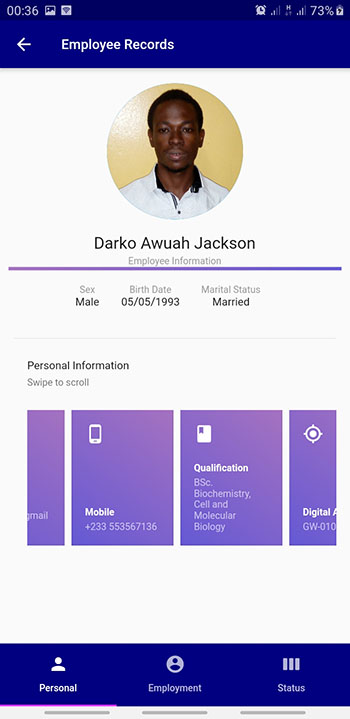 00:36
73%
Employee Records
Darko Awuah Jackson
Employee Information
Sex Birth Date Marital Status
Male 05/05/1993 Married
Personal Information
Swipe to scroll
gmail
Mobile
+233 553567136
Qualification
BSc.
Biochemistry,
Cell and
Molecular
Biology
Digital A
GW-010
Personal Employment Status